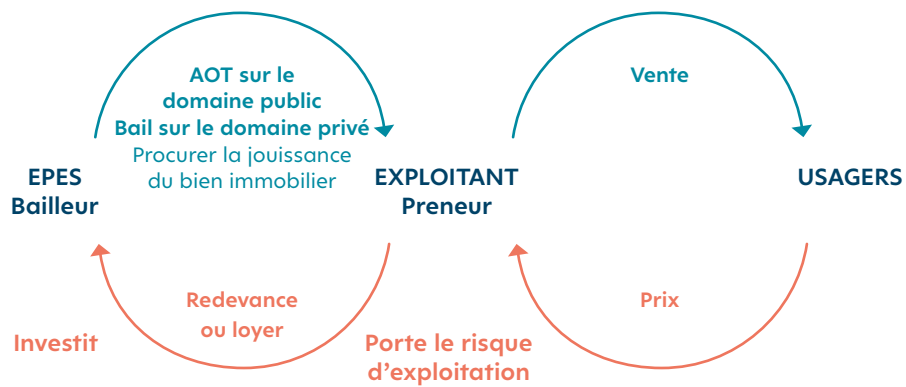 AOT sur le
domaine public
Bail sur le domaine privé
Procurer la jouissance
du bien immobilier
Vente
EPES
Bailleur
EXPLOITANT
Preneur
USAGERS
Redevance
ou loyer
Prix
Investit
Porte le risque
d’exploitation